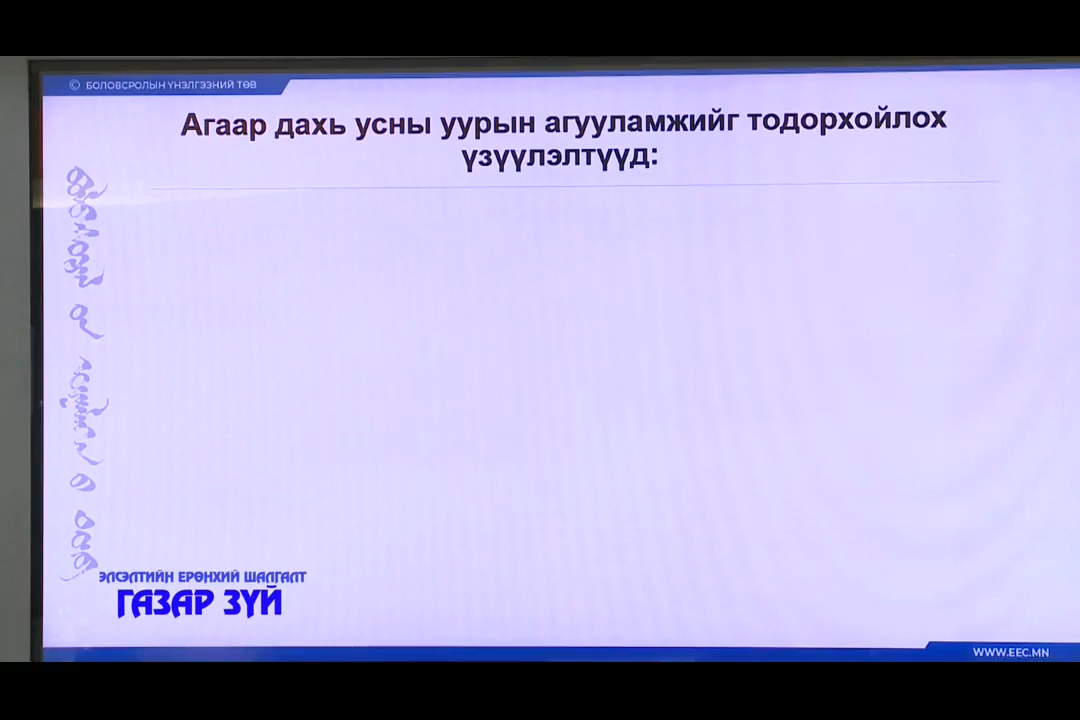 © БОЛОВСРОЛЫН ҮНЭЛГЭЭНИЙ ТӨВ
Агаар дахь усны уурын агууламжийг тодорхойлох
үзүүлэлтүүд:
ЭЛСЭЛТИЙН ЕРӨНХИЙ ШАЛГАЛТ
ГАЗАР ЗҮЙ
WWW.EEC.MN